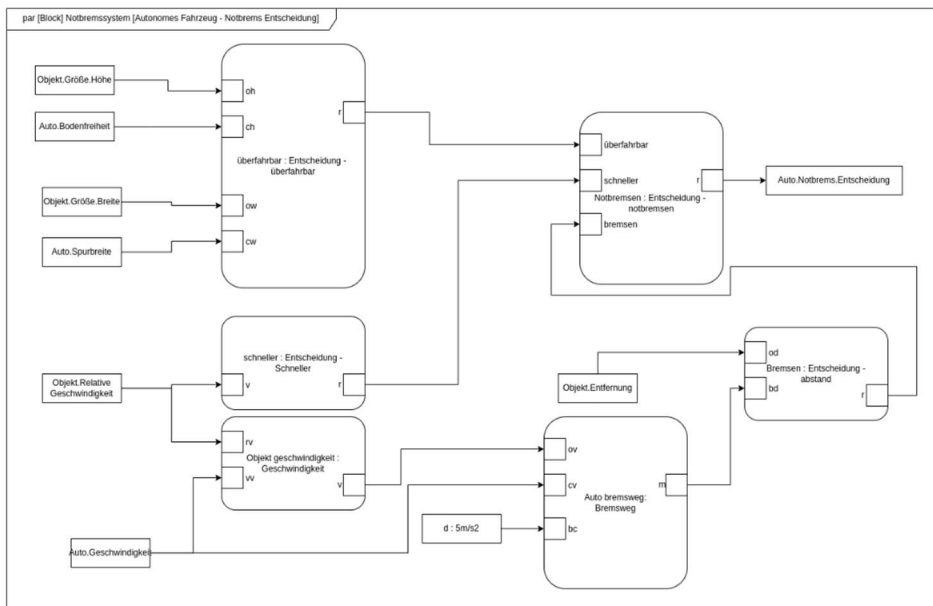 par [Block] Notbremssystem [Autonomes Fahrzeug - Notbrems Entscheidung]
Objekt.Größe.Höhe
Auto.Bodenfreiheit
Objekt.Größe.Breite
Auto.Spurbreite
oh
ch
r
überfahrbar : Entscheidung -
überfahrbar
ow
cw
überfahrbar
schneller
r
Notbremsen : Entscheidung -
notbremsen
bremsen
Auto.Notbrems.Entscheidung
schneller : Entscheidung -
Schneller
v
r
Objekt.Relative
Geschwindigkeit
rv
Objekt geschwindigkeit :
Geschwindigkeit
vv
v
Auto.Geschwindigkeit
Objekt.Entfernung
od
Bremsen : Entscheidung -
abstand
bd
r
ov
cv
m
Auto bremsweg:
Bremsweg
bc
d : 5m/s2